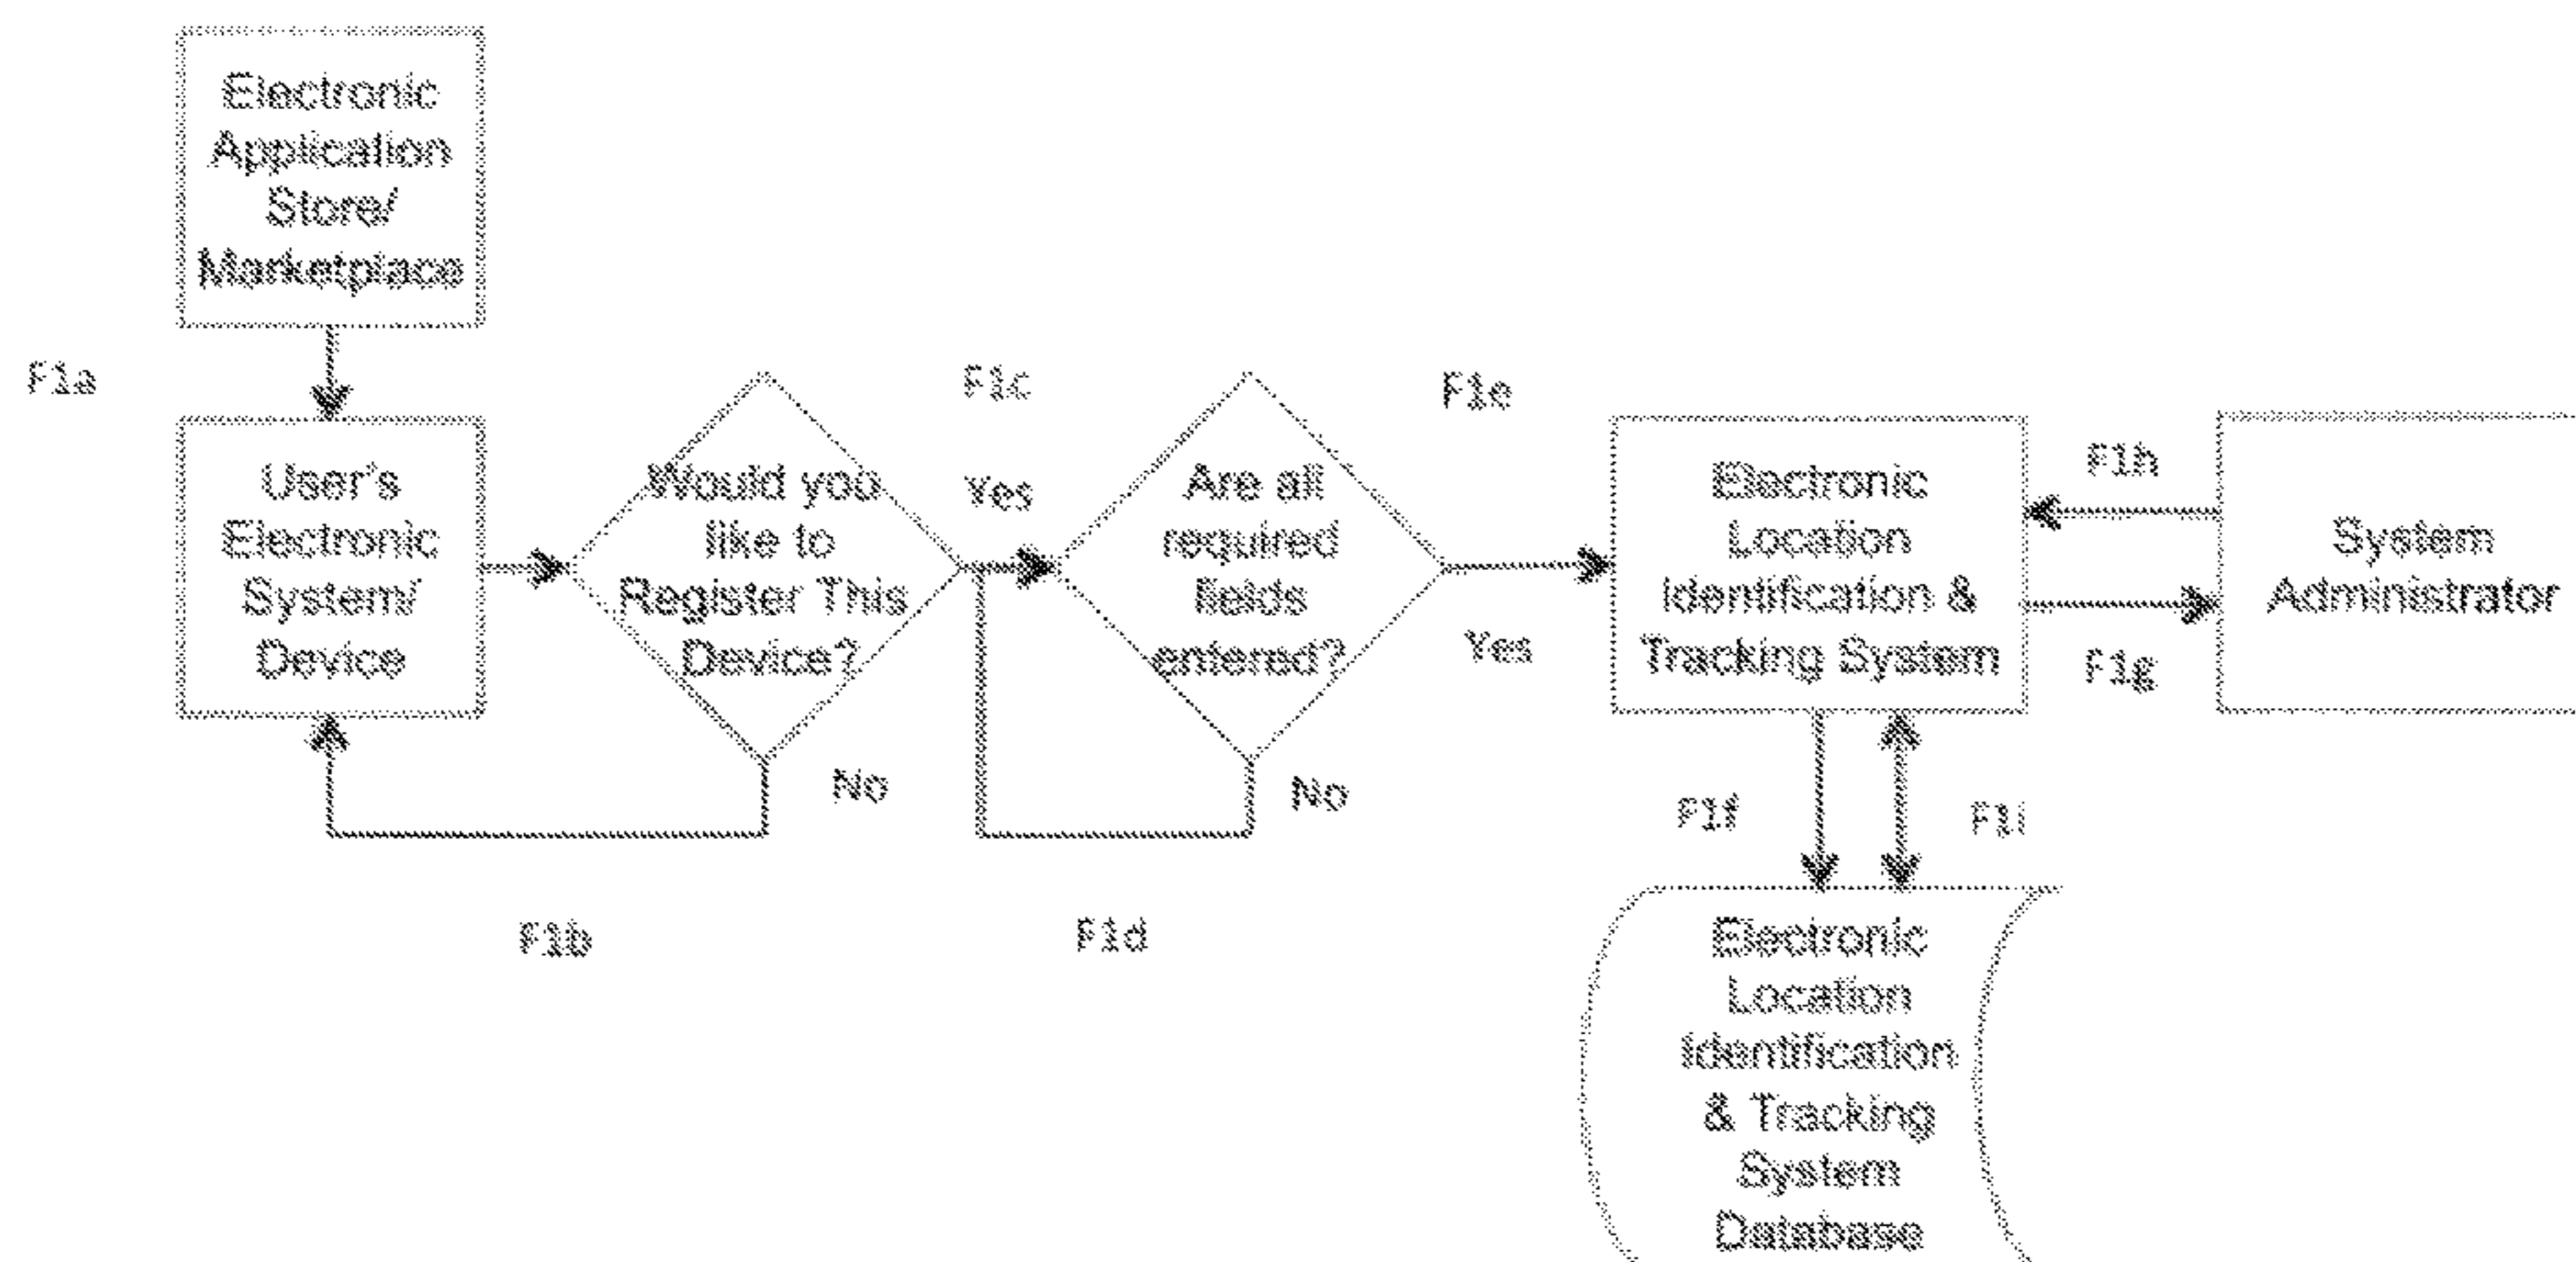 Electronic
Application
Store/
Marketplace
F1a
User's
Electronic
System/
Device
Would you
like to
Register This
Device?
No
F1b
F1c
Yes
Are all
required
fields
entered?
No
F1d
F1e
Yes
Electronic
Location
Identification &
Tracking System
F1h
F1g
System
Administrator
F1f
F1i
Electronic
Location
Identification
& Tracking
System
Database